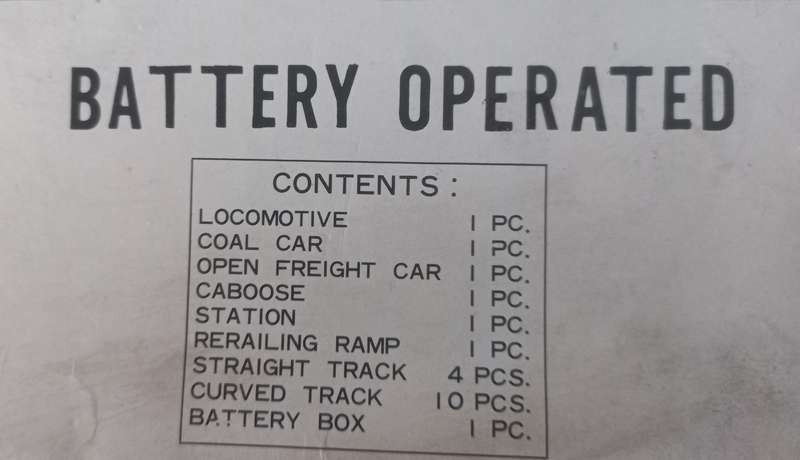 BATTERY OPERATED
CONTENTS:
LOCOMOTIVE 1 PC.
COAL CAR 1 PC.
OPEN FREIGHT CAR 1 PC.
CABOOSE 1 PC.
STATION 1 PC.
RERAILING RAMP 1 PC.
STRAIGHT TRACK 4 PCS.
CURVED TRACK 10 PCS.
BATTERY BOX 1 PC.